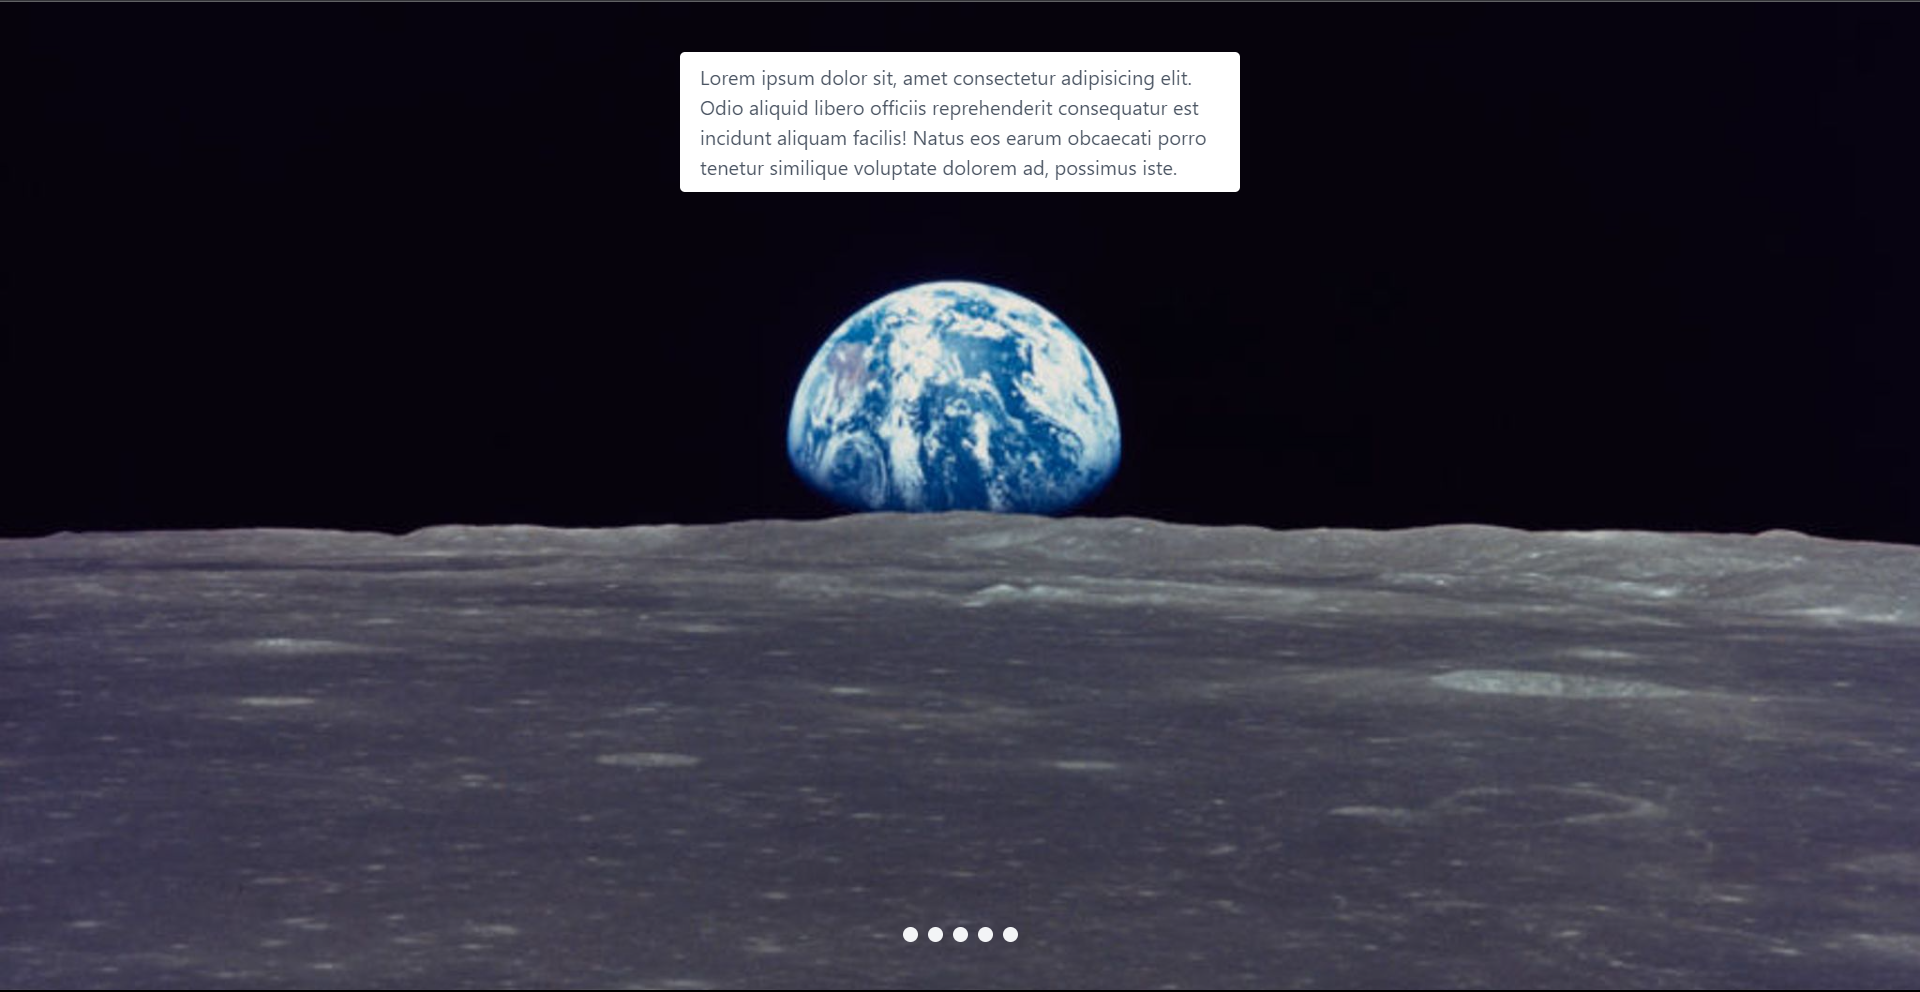 Lorem ipsum dolor sit, amet consectetur adipisicing elit.
Odio aliquid libero officiis reprehenderit consequatur est
incidunt aliquam facilis! Natus eos earum obcaecati porro
tenetur similique voluptate dolorem ad, possimus iste.